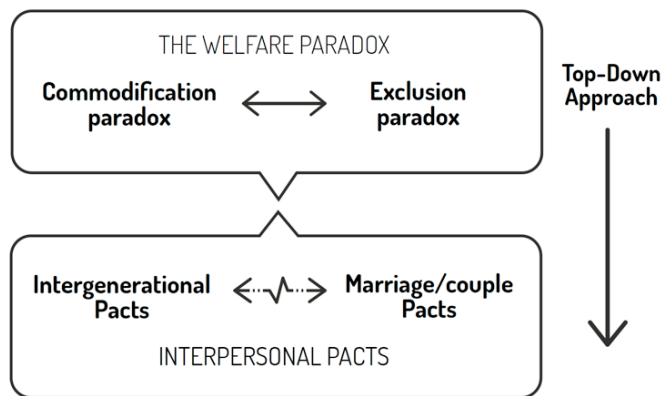 THE WELFARE PARADOX
Commodification
paradox
Exclusion
paradox
Top-Down
Approach
Intergenerational
Pacts
Marriage/couple
Pacts
INTERPERSONAL PACTS